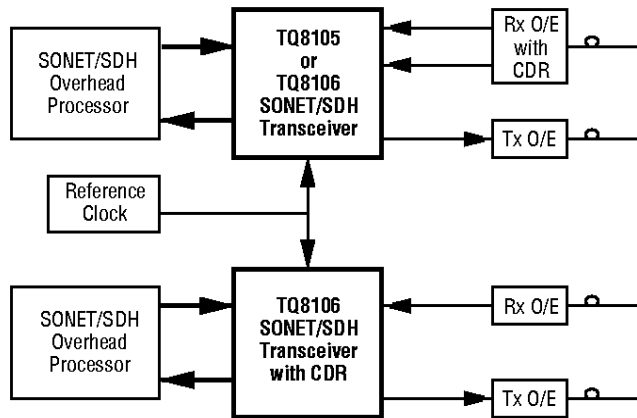 SONET/SDH
Overhead
Processor
TQ8105
or
TQ8106
SONET/SDH
Transceiver
Rx O/E
with
CDR
Tx O/E
Reference
Clock
SONET/SDH
Overhead
Processor
TQ8106
SONET/SDH
Transceiver
with CDR
Rx O/E
Tx O/E